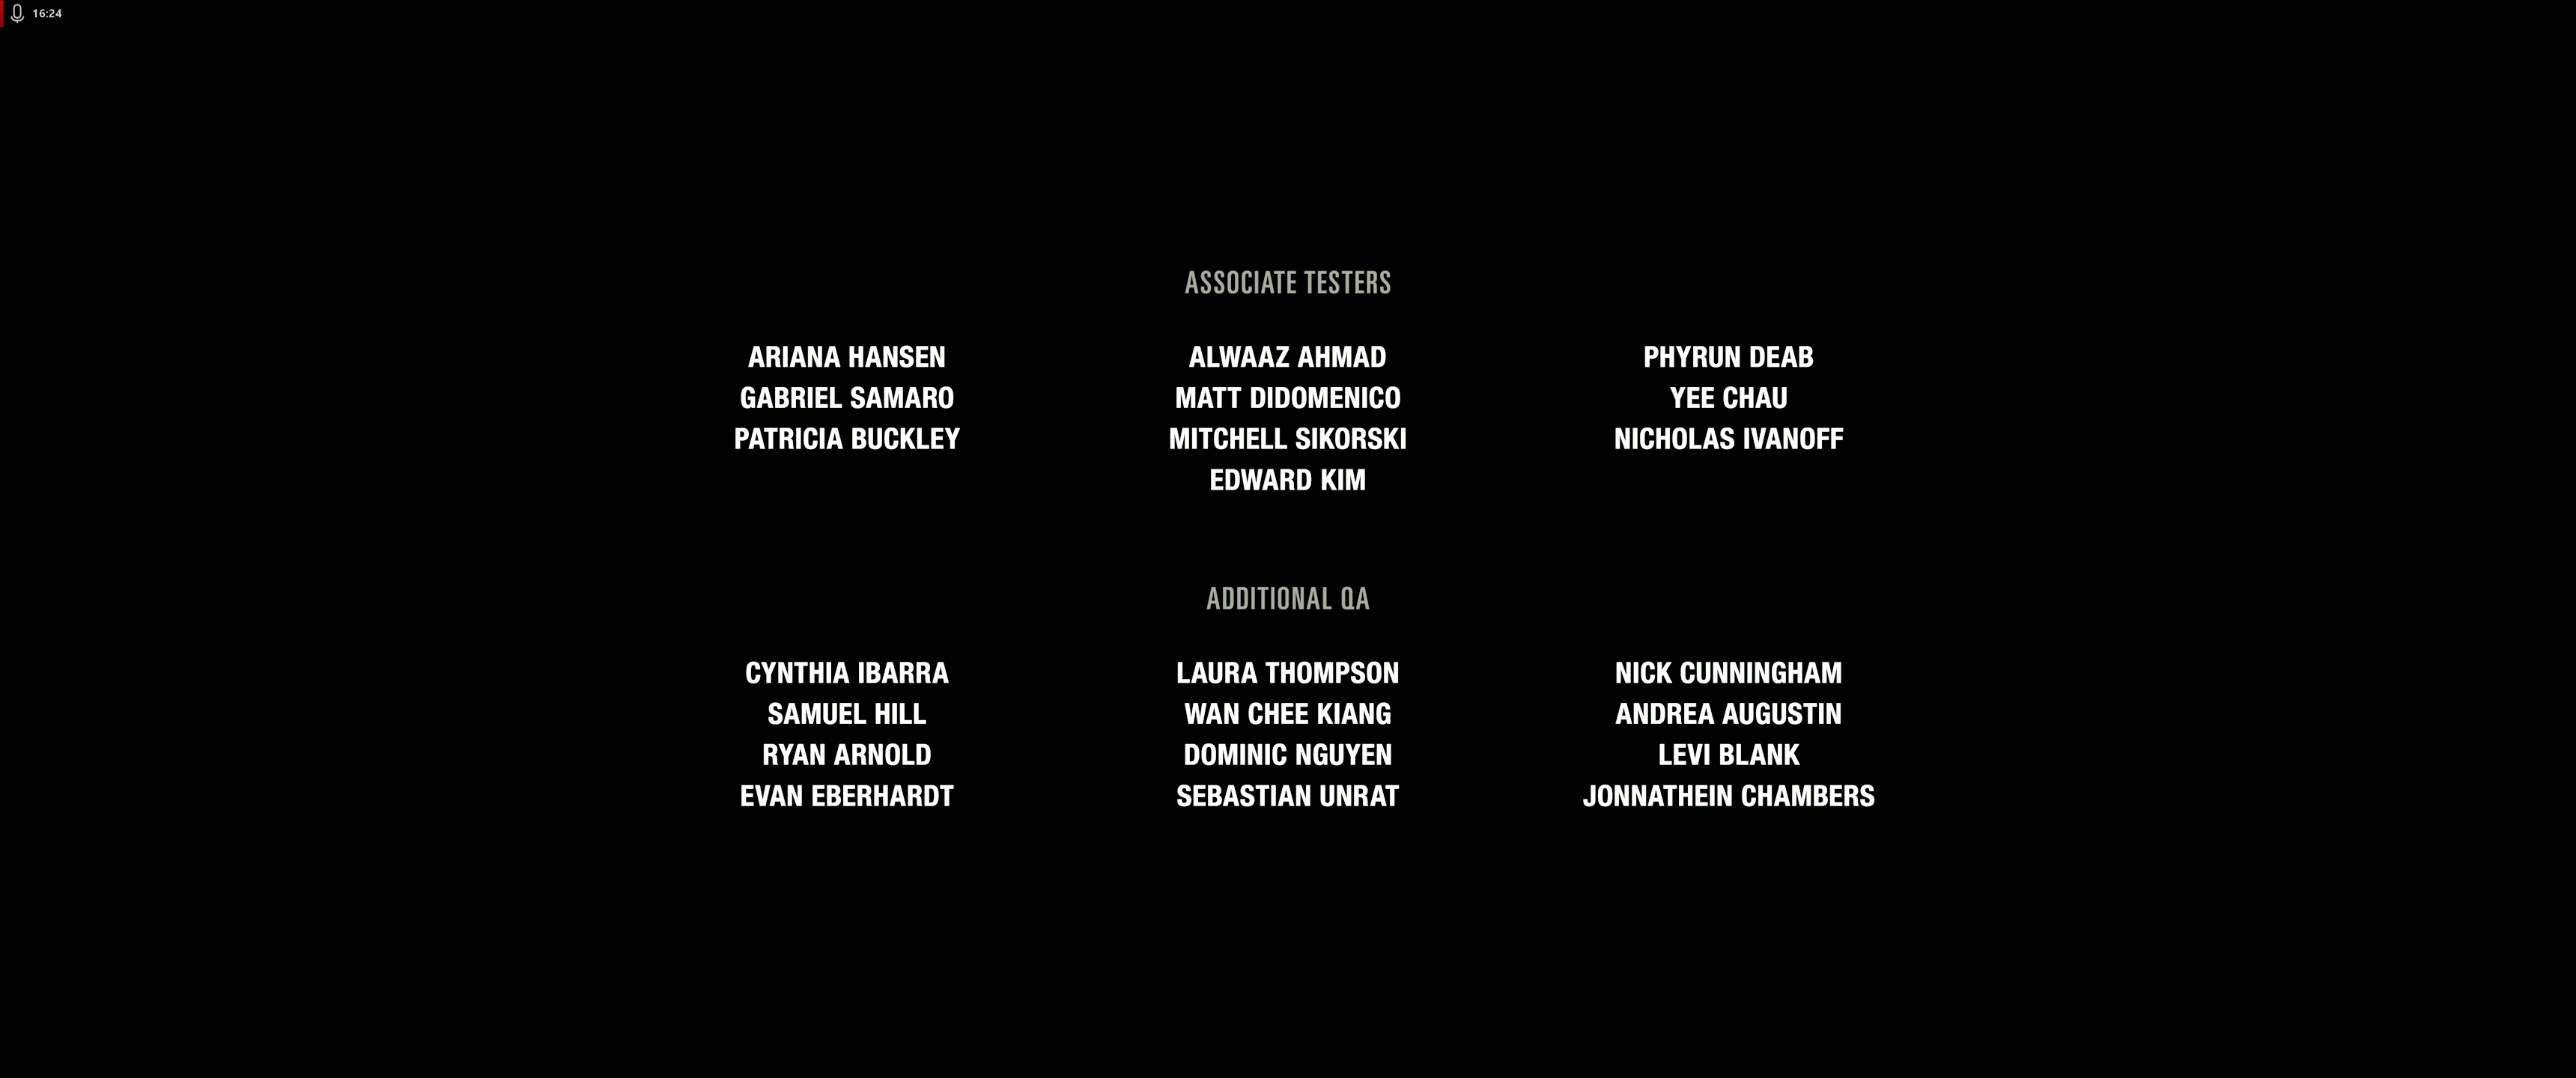 16:24
ASSOCIATE TESTERS
ARIANA HANSEN ALWAAZ AHMAD PHYRUN DEAB
GABRIEL SAMARO MATT DIDOMENICO YEE CHAU
PATRICIA BUCKLEY MITCHELL SIKORSKI NICHOLAS IVANOFF
EDWARD KIM
ADDITIONAL QA
CYNTHIA IBARRA LAURA THOMPSON NICK CUNNINGHAM
SAMUEL HILL WAN CHEE KIANG ANDREA AUGUSTIN
RYAN ARNOLD DOMINIC NGUYEN LEVI BLANK
EVAN EBERHARDT SEBASTIAN UNRAT JONNATHEIN CHAMBERS